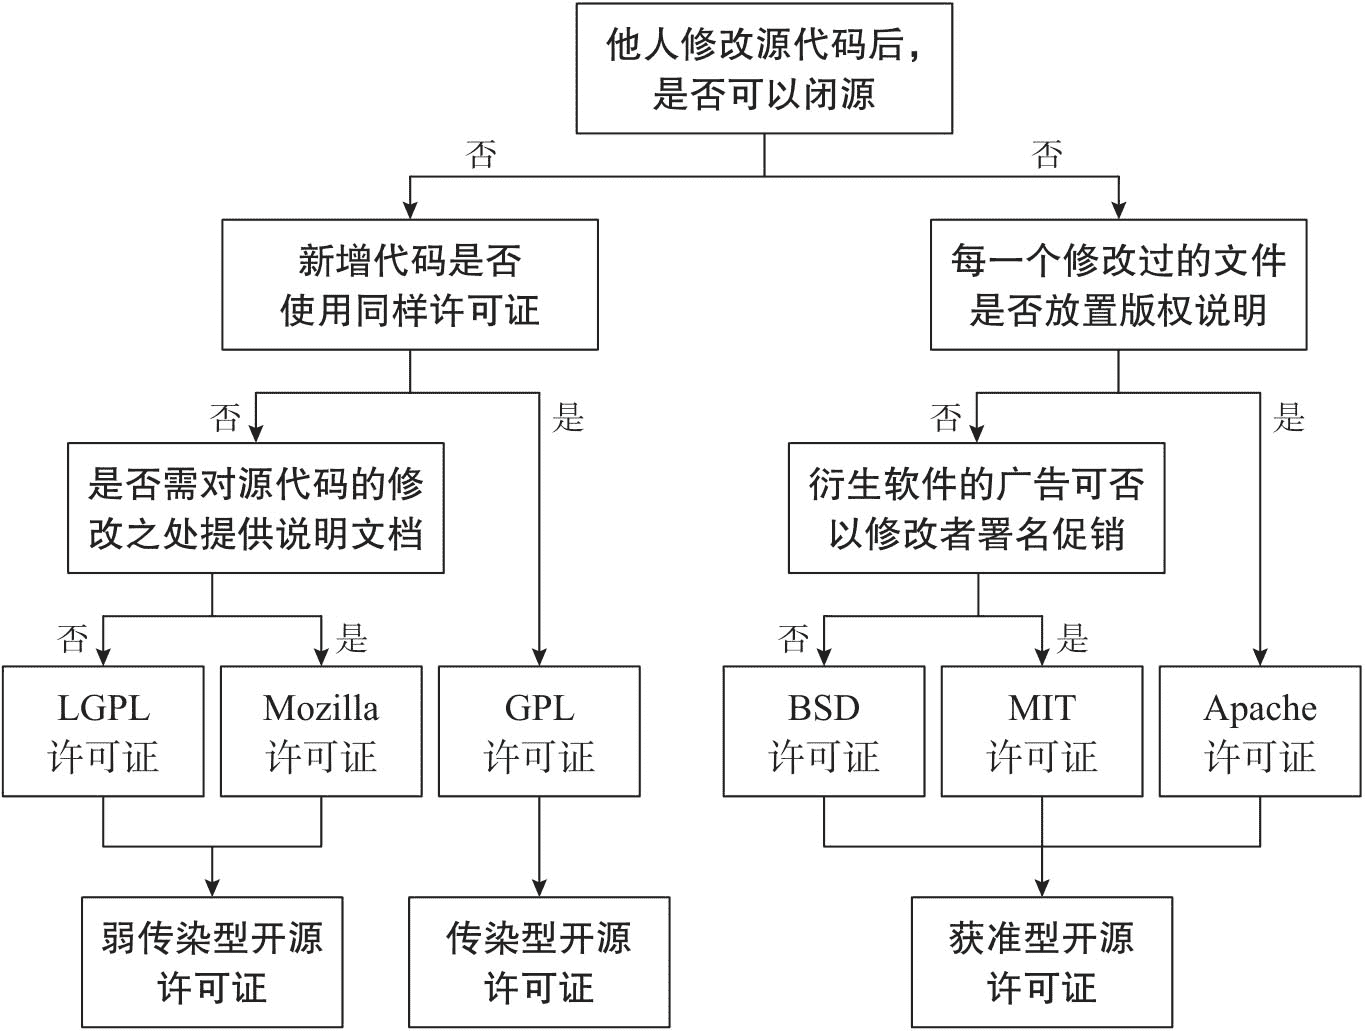 他人修改源代码后，
是否可以闭源
否
否
新增代码是否
使用同样许可证
每一个修改过的文件
是否放置版权说明
否
是
否
是
是否需对源代码的修
改之处提供说明文档
衍生软件的广告可否
以修改者署名促销
否
是
否
是
LGPL
许可证
Mozilla
许可证
GPL
许可证
BSD
许可证
MIT
许可证
Apache
许可证
弱传染型开源
许可证
传染型开源
许可证
获准型开源
许可证